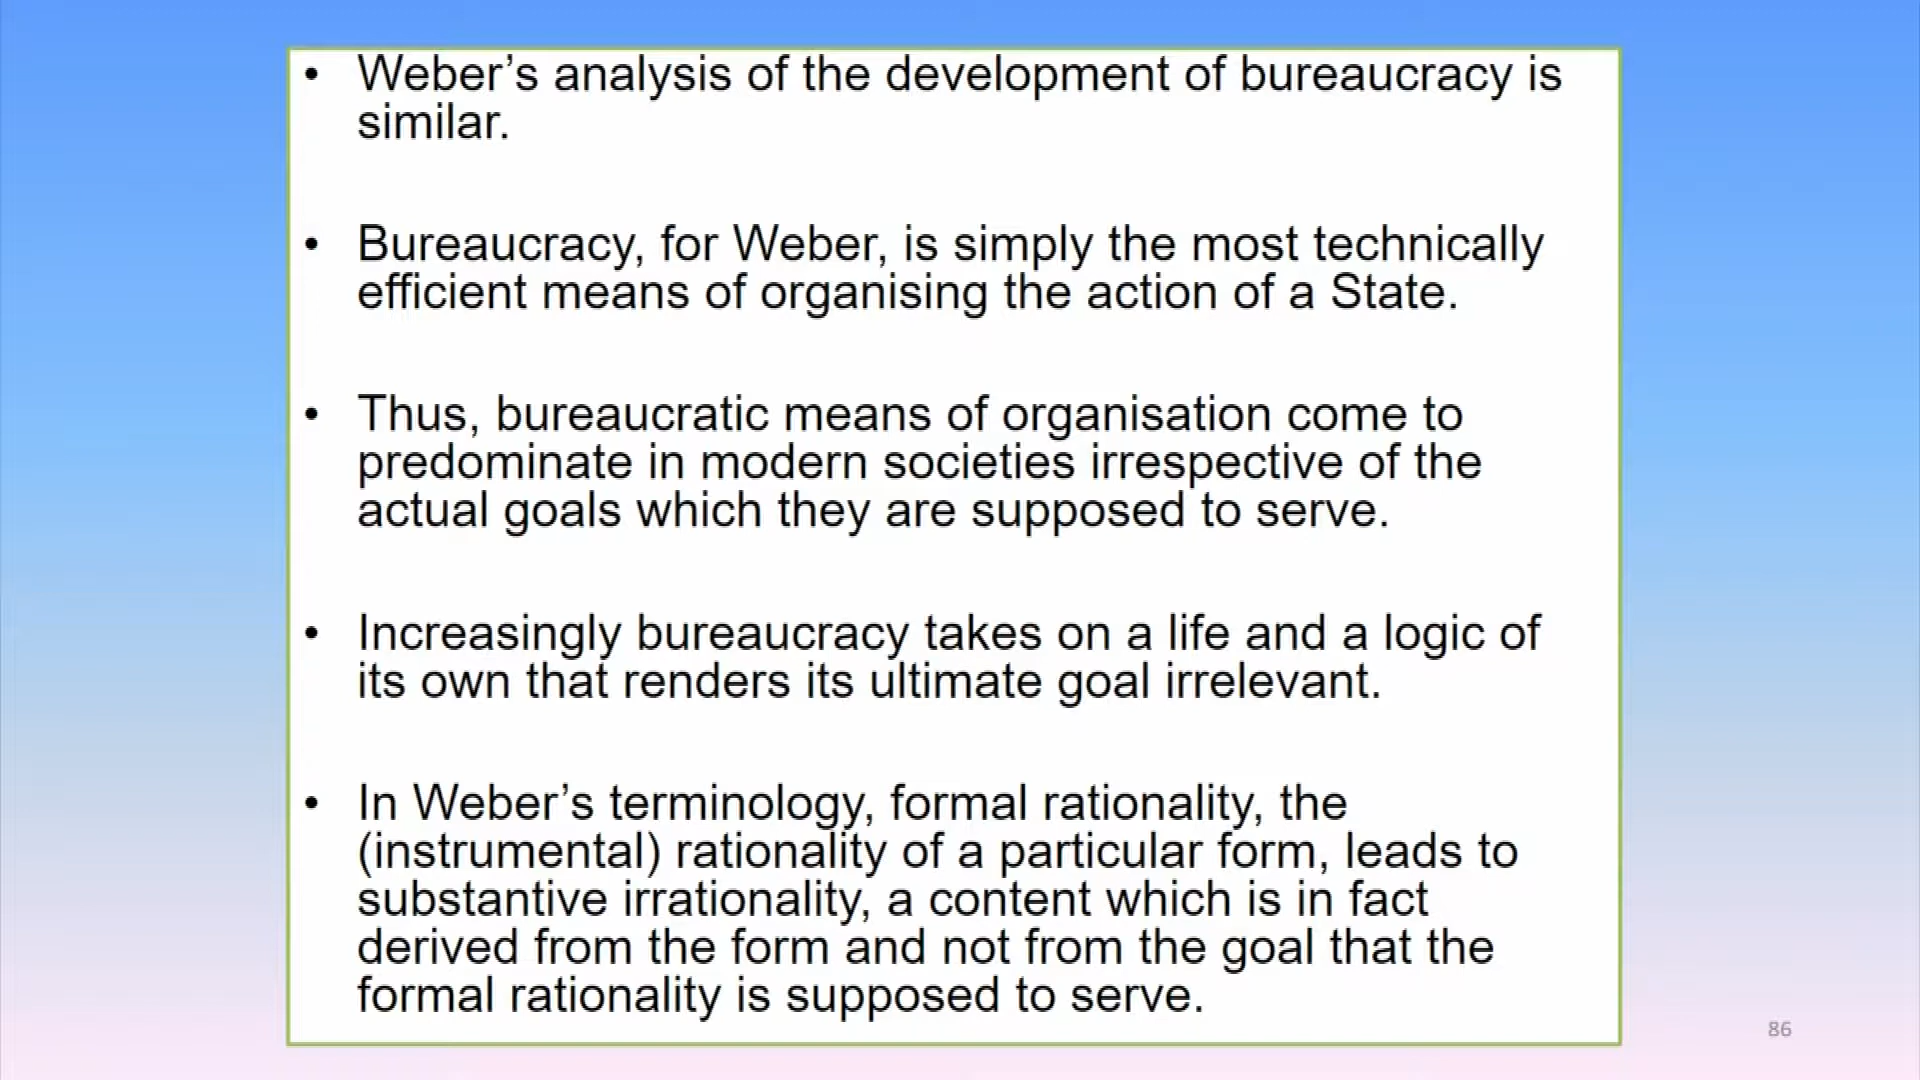 • Weber’s analysis of the development of bureaucracy is
similar.
• Bureaucracy, for Weber, is simply the most technically
efficient means of organising the action of a State.
• Thus, bureaucratic means of organisation come to
predominate in modern societies irrespective of the
actual goals which they are supposed to serve.
• Increasingly bureaucracy takes on a life and a logic of
its own that renders its ultimate goal irrelevant.
• In Weber’s terminology, formal rationality, the
(instrumental) rationality of a particular form, leads to
substantive irrationality, a content which is in fact
derived from the form and not from the goal that the
formal rationality is supposed to serve.
86